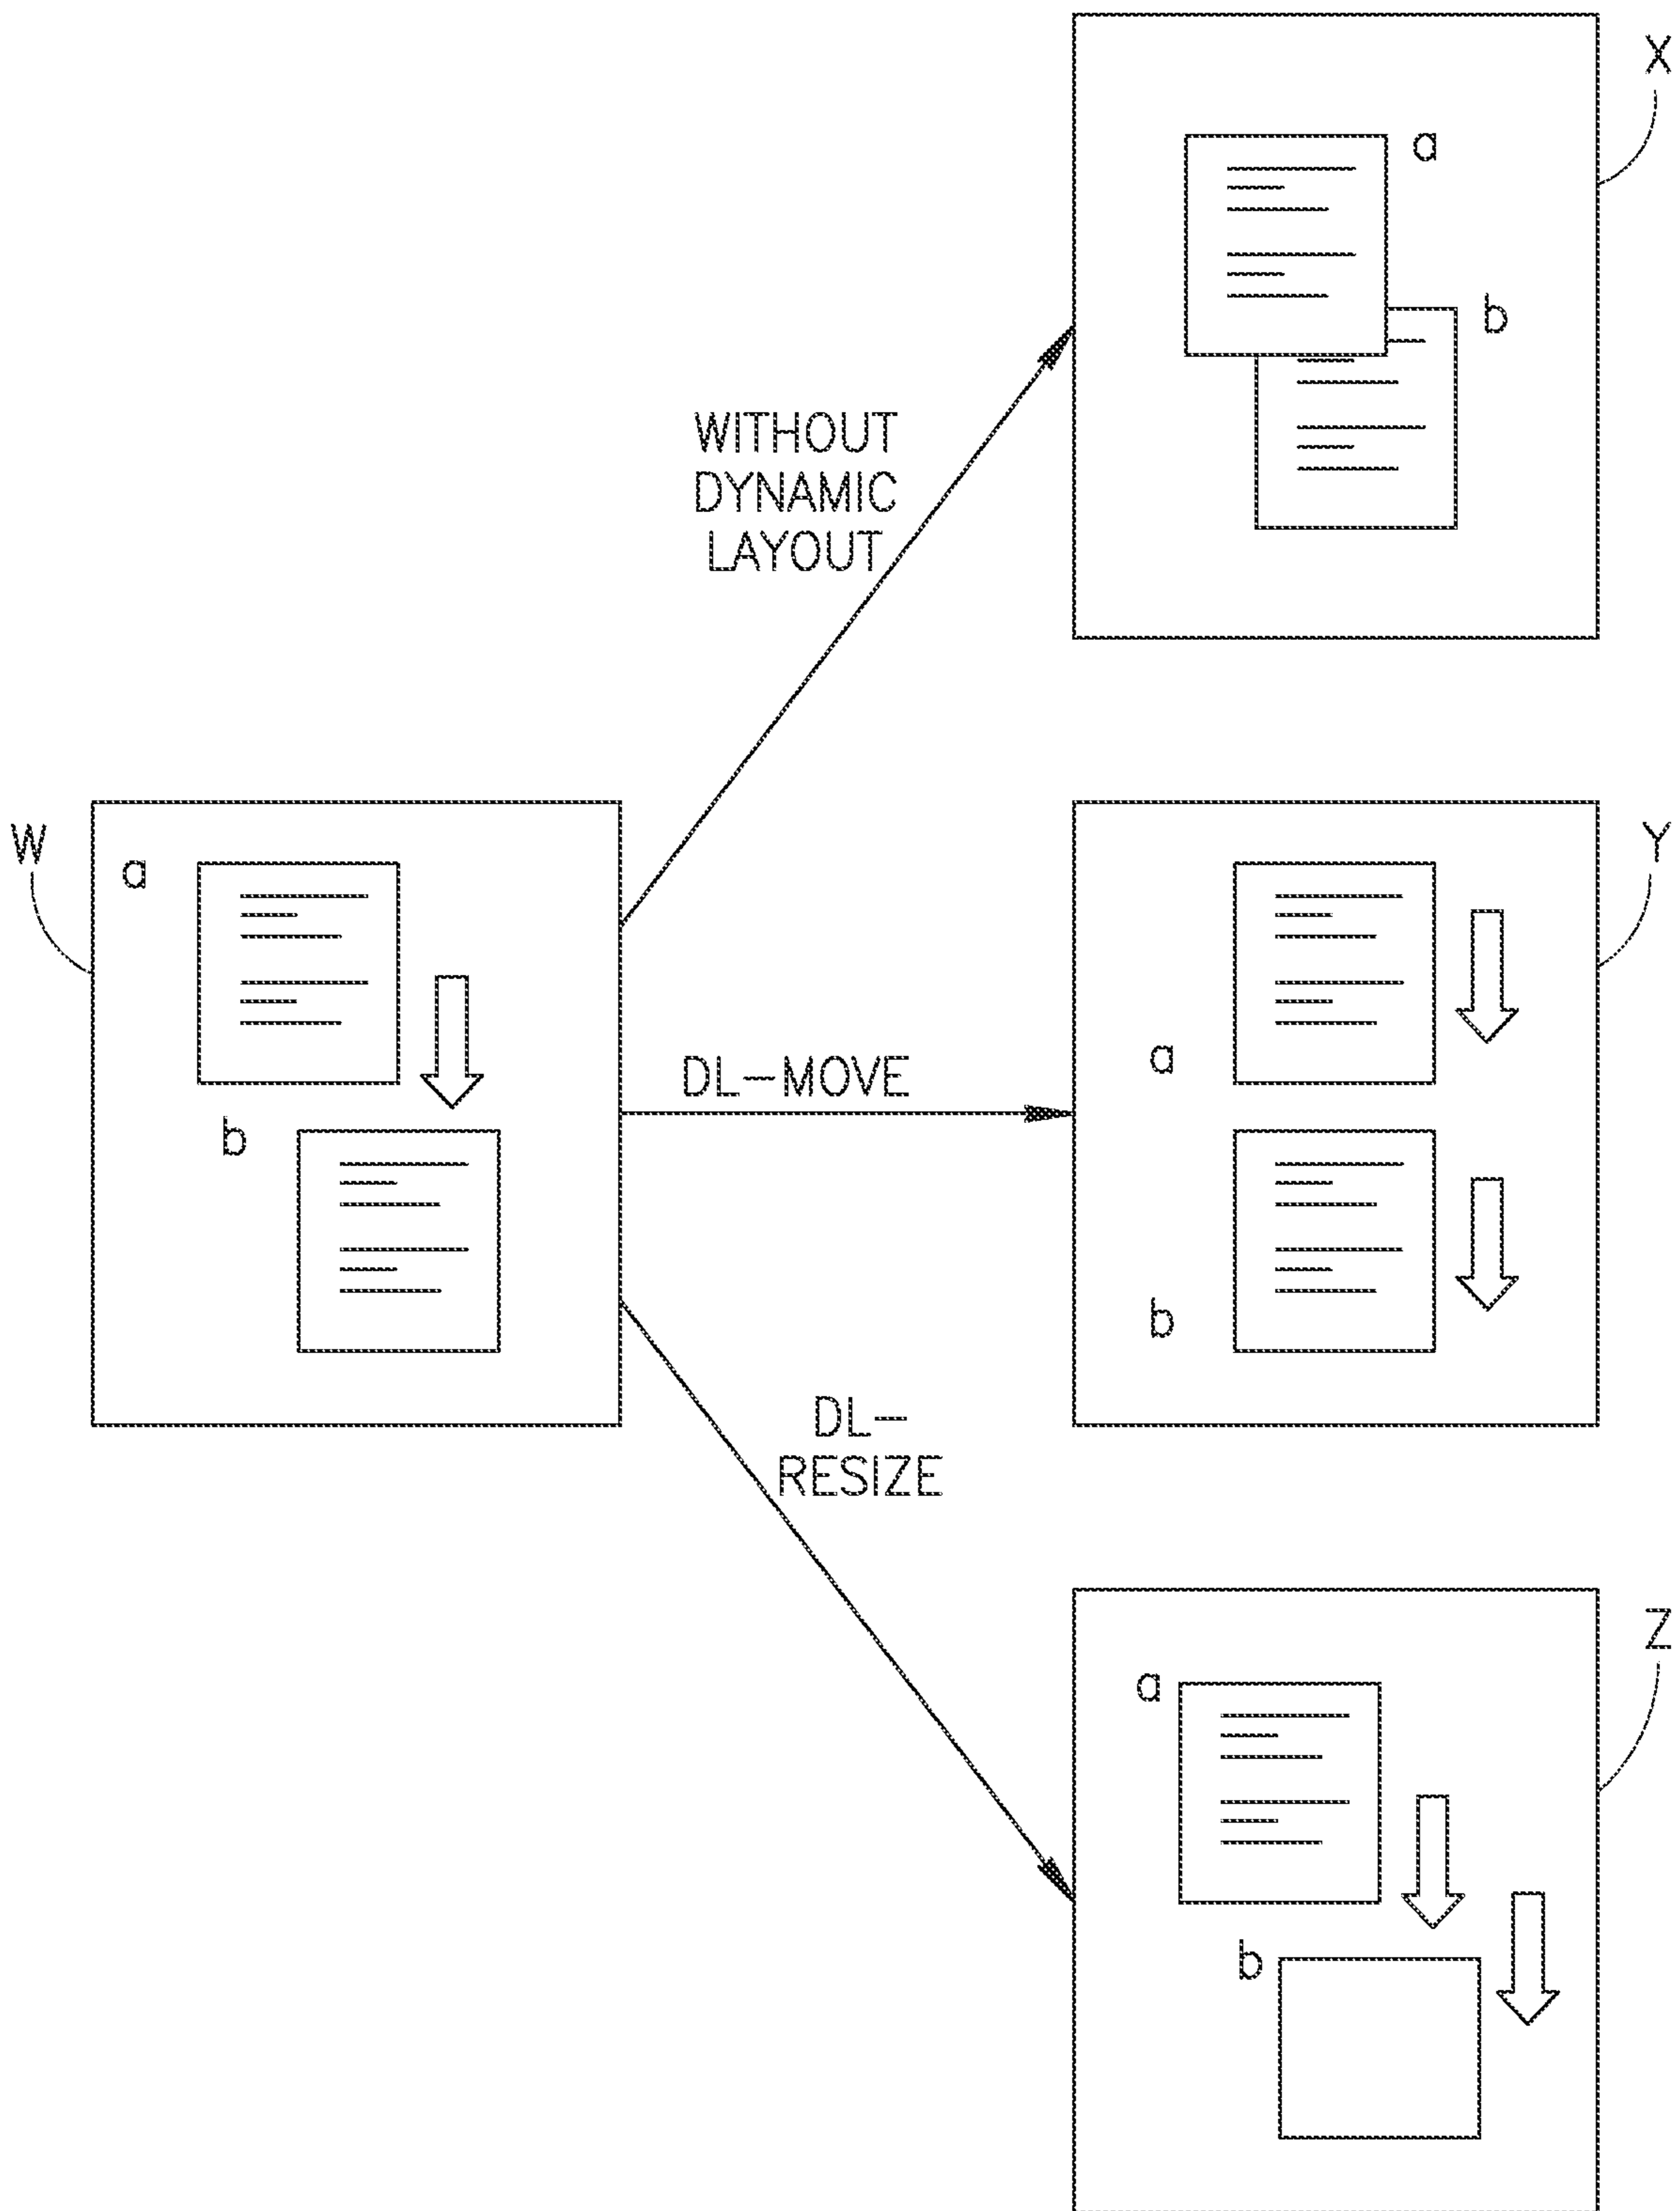 X
a
b
WITHOUT
DYNAMIC
LAYOUT
W
a
b
DL—MOVE
Y
a
b
DL—
RESIZE
Z
a
b